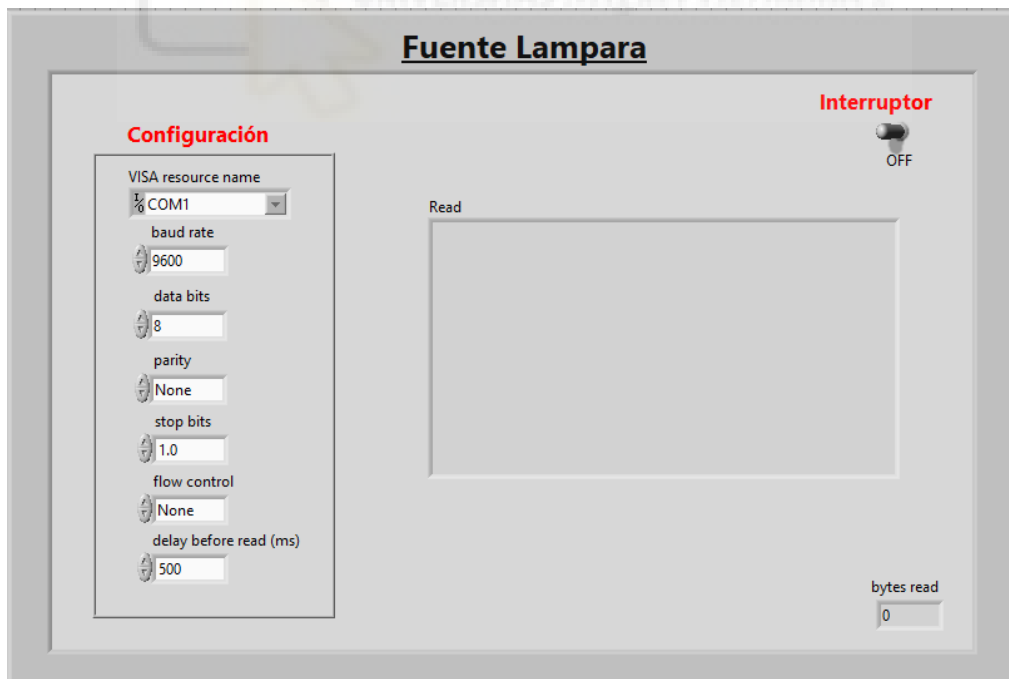 Fuente Lampara
Interruptor
OFF
Configuración
VISA resource name
COM1
baud rate
9600
data bits
8
parity
None
stop bits
1.0
flow control
None
delay before read (ms)
500
Read
bytes read
0